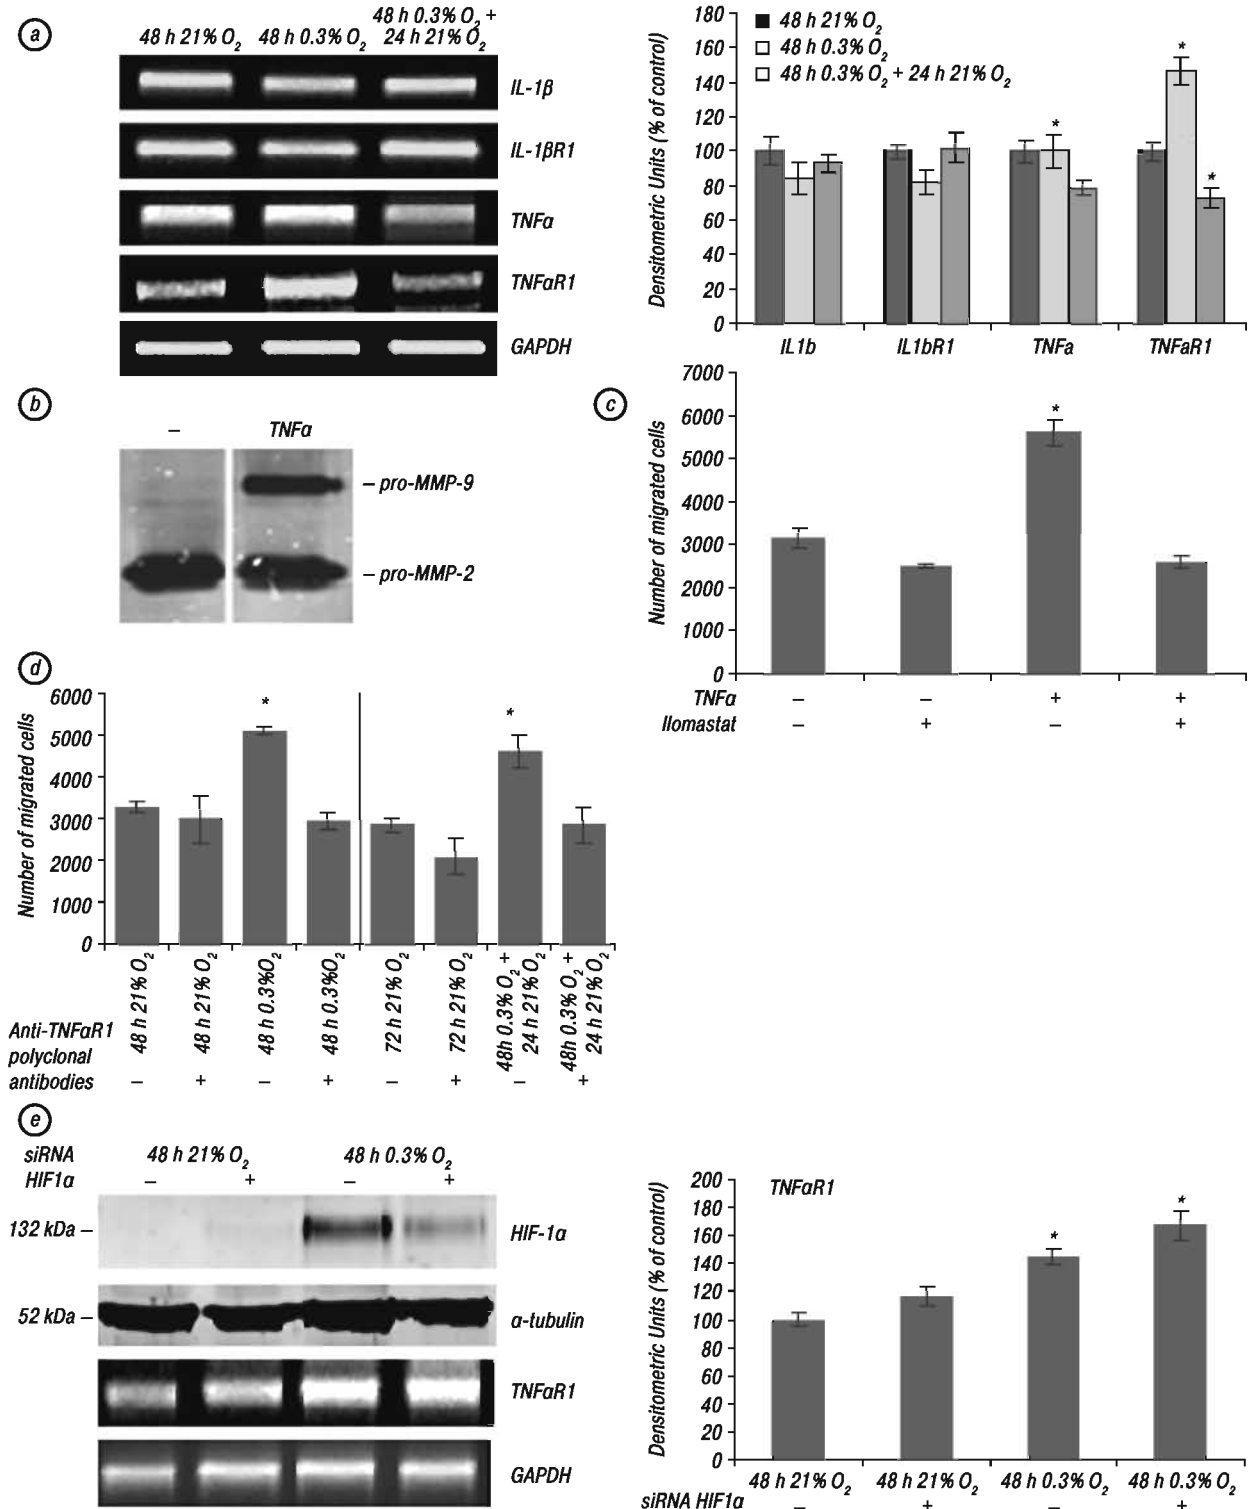 a
48 h 21% O2
48 h 0.3% O2
48 h 0.3% O2 +
24 h 21% O2
IL-1β
IL-1βR1
TNFα
TNFαR1
GAPDH
Densitometric Units (% of control)
180
160
140
120
100
80
60
40
20
0
48 h 21% O2
48 h 0.3% O2
48 h 0.3% O2 + 24 h 21% O2
*
*
*
IL1b
IL1bR1
TNFa
TNFaR1
b
–
TNFα
– pro-MMP-9
– pro-MMP-2
c
Number of migrated cells
7000
6000
5000
4000
3000
2000
1000
0
*
TNFα – – + +
Ilomastat – + – +
d
Number of migrated cells
6000
5000
4000
3000
2000
1000
0
*
*
48 h 21% O2
48 h 21% O2
48 h 0.3%O2
48 h 0.3%O2
72 h 21% O2
72 h 21% O2
48h 0.3% O2 +
24 h 21% O2
48h 0.3% O2 +
24 h 21% O2
Anti-TNFαR1
polyclonal
antibodies – + – + – + – +
e
siRNA
HIF1α
48 h 21% O2
48 h 0.3% O2
– + – +
132 kDa –
HIF-1α
52 kDa –
α-tubulin
TNFαR1
GAPDH
Densitometric Units (% of control)
200
180
160
140
120
100
80
60
40
20
0
TNFαR1
*
*
48 h 21% O2
48 h 21% O2
48 h 0.3% O2
48 h 0.3% O2
siRNA HIF1α – + – +